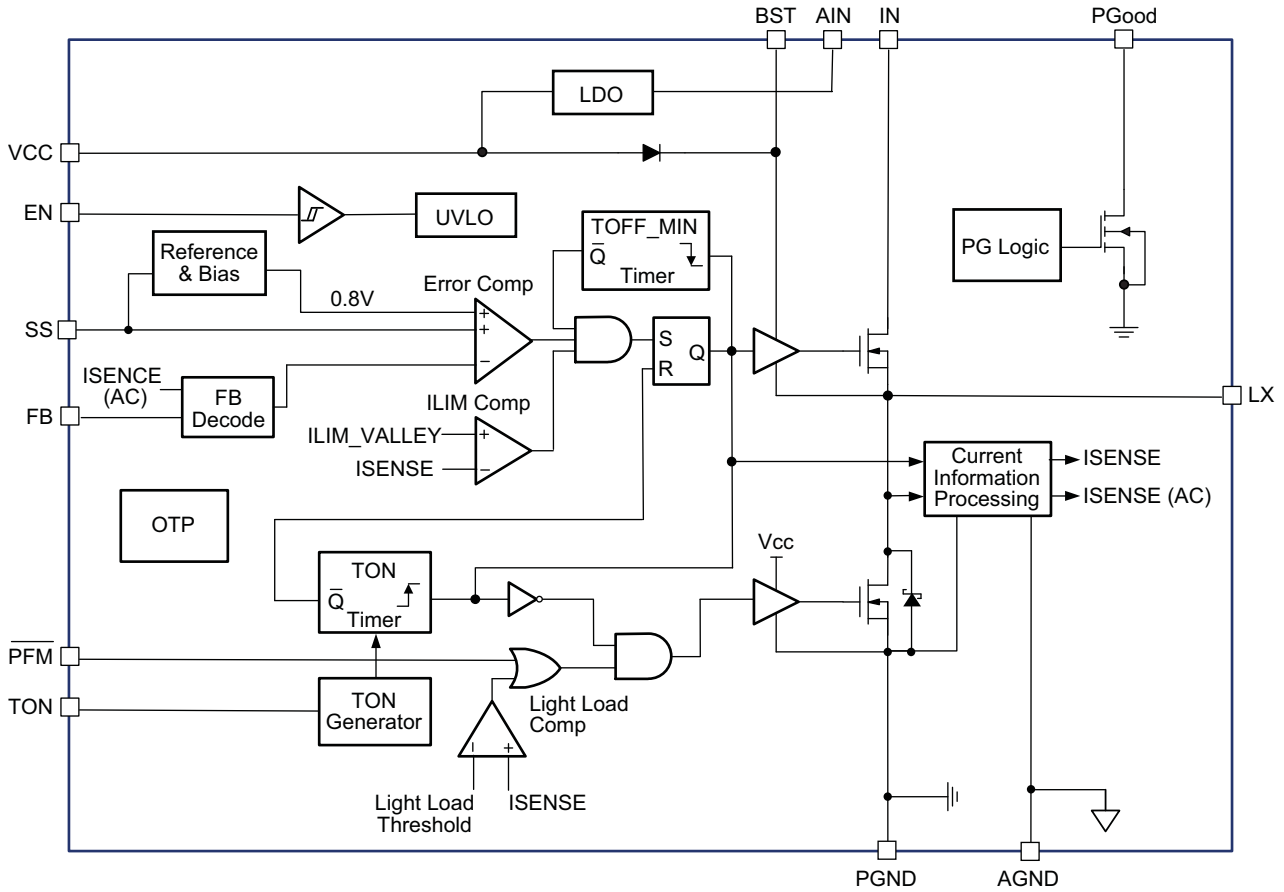 BST AIN IN PGood
LDO
VCC
EN
UVLO
TOFF_MIN
Q̅
Timer
PG Logic
Reference
& Bias
Error Comp
0.8V
+
+
−
SS
S
R
Q
ISENCE
(AC)
FB
FB
Decode
ILIM Comp
ILIM_VALLEY
+
ISENSE
−
LX
Current
Information
Processing
ISENSE
ISENSE (AC)
OTP
Vcc
TON
Q̅
Timer
P̅F̅M̅
TON
TON
Generator
Light Load
Comp
− +
Light Load
Threshold
ISENSE
PGND AGND